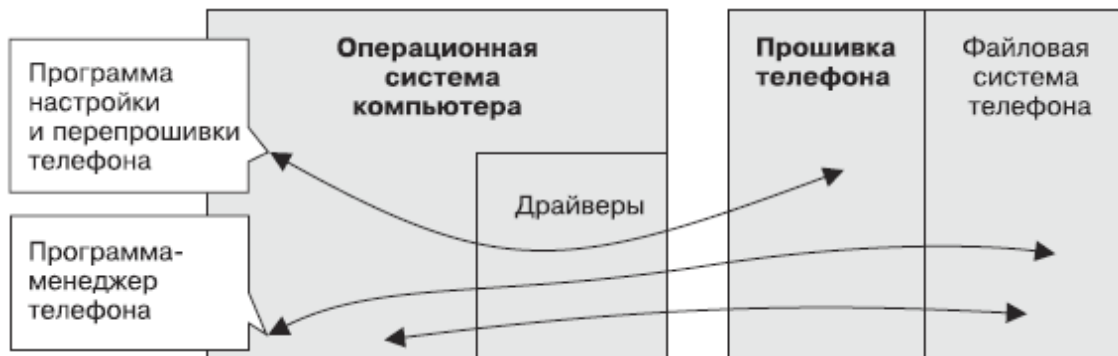 Программа
настройки
и перепрошивки
телефона
Программа-
менеджер
телефона
Операционная
система
компьютера
Драйверы
Прошивка
телефона
Файловая
система
телефона